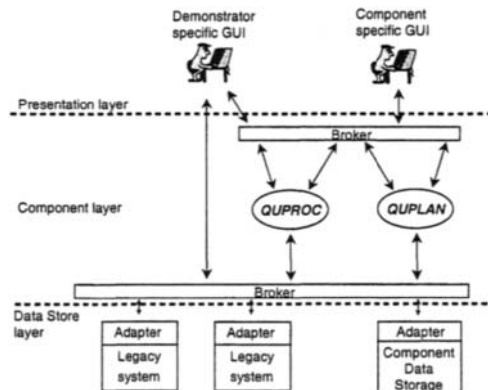 Demonstrator
specific GUI
Component
specific GUI
Presentation layer
Broker
Component layer
QUPROC
QUPLAN
Broker
Data Store
layer
Adapter
Legacy
system
Adapter
Legacy
system
Adapter
Component
Data
Storage